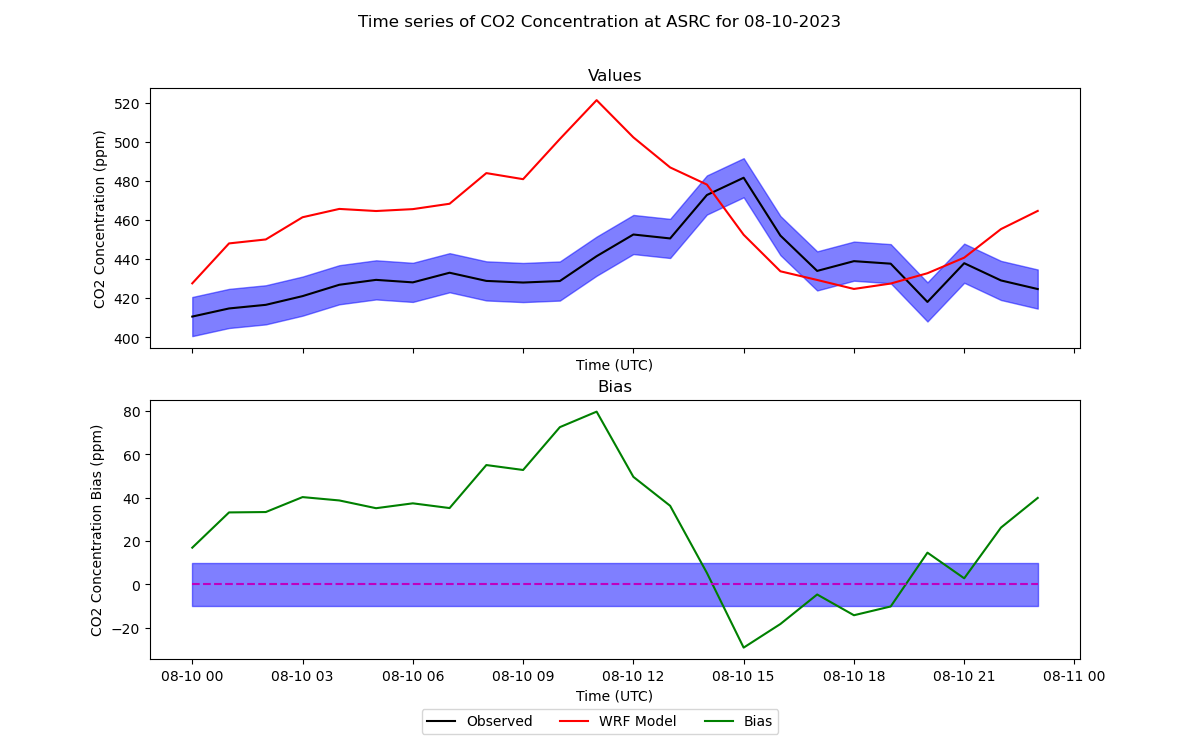 Time series of CO2 Concentration at ASRC for 08-10-2023
Values
CO2 Concentration (ppm)
520
500
480
460
440
420
400
Time (UTC)
Bias
CO2 Concentration Bias (ppm)
80
60
40
20
0
−20
08-10 00 08-10 03 08-10 06 08-10 09 08-10 12 08-10 15 08-10 18 08-10 21 08-11 00
Time (UTC)
Observed WRF Model Bias